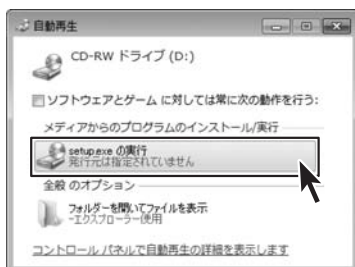 自動再生
CD-RW ドライブ (D:)
ソフトウェアとゲーム に対しては常に次の動作を行う:
メディアからのプログラムのインストール/実行
setup.exe の実行
発行元は指定されていません
全般 のオプション
フォルダーを開いてファイルを表示
-エクスプローラー使用
コントロール パネルで自動再生の詳細を表示します